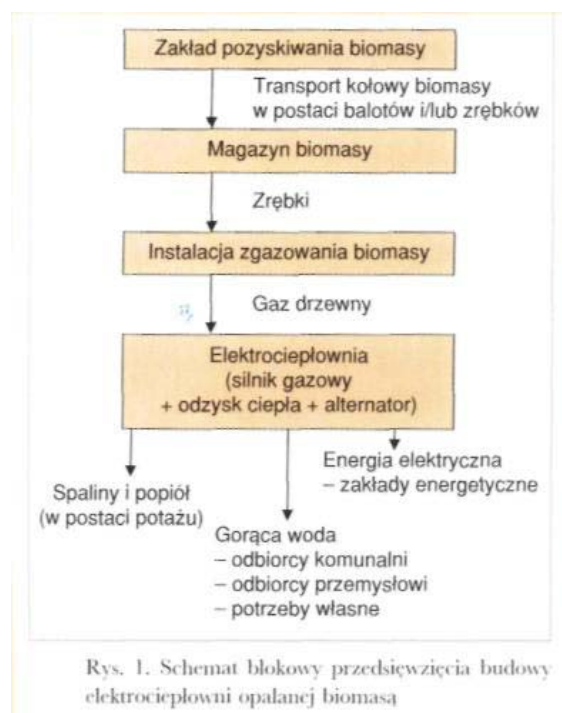 Zakład pozyskiwania biomasy
Transport kołowy biomasy
w postaci balotów i/lub zrębków
Magazyn biomasy
Zrębki
Instalacja zgazowania biomasy
Gaz drzewny
Elektrociepłownia
(silnik gazowy
+ odzysk ciepła + alternator)
Energia elektryczna
– zakłady energetyczne
Spaliny i popiół
(w postaci potażu)
Gorąca woda
– odbiorcy komunalni
– odbiorcy przemysłowi
– potrzeby własne
Rys. 1. Schemat blokowy przedsięwzięcia budowy
elektrociepłowni opalanej biomasą